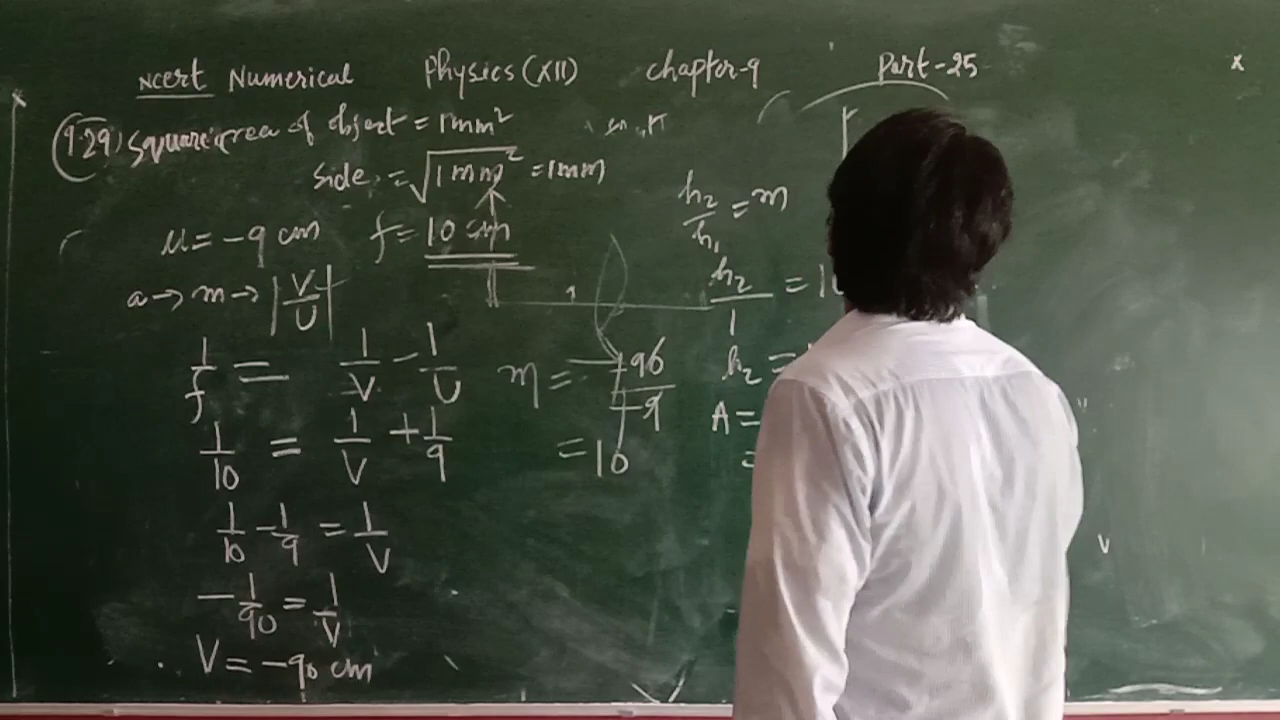 Ncert Numerical Physics (XII) chapter-9 Part-25
9.29) Square area of object = 1mm²
side = √1mm² = 1mm
u = -9 cm f = 10 cm
a → m → |V/U|
1/f = 1/V - 1/U
1/10 = 1/V + 1/9
1/10 - 1/9 = 1/V
-1/90 = 1/V
V = -90 cm
m = -90/-9
= 10
h₂/h₁ = m
h₂/1 =
h₂ =
A =
=